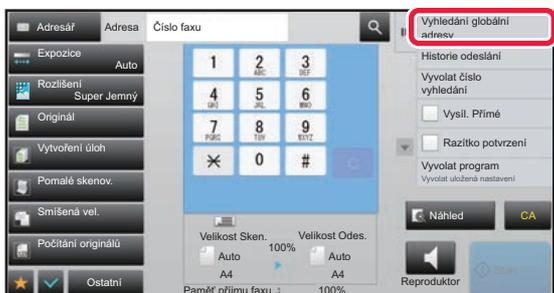 Adresář
Adresa
Číslo faxu
Expozice
Auto
Rozlišení
Super Jemný
Originál
Vytvoření úloh
Pomalé skenov.
Smíšená vel.
Počítání originálů
Ostatní
1 2 3
ABC DEF
4 5 6
GHI JKL MNO
7 8 9
PQRS TUV WXYZ
0 #
C
Velikost Sken.
100%
Velikost Odes.
Auto
Auto
A4
A4
Paměť příjmu faxu :
100%
Vyhledání globální
adresy
Historie odeslání
Vyvolat číslo
vyhledání
Vysíl. Přímé
Razítko potvrzení
Vyvolat program
Vyvolat uložená nastavení
Náhled
CA
Reproduktor
Start